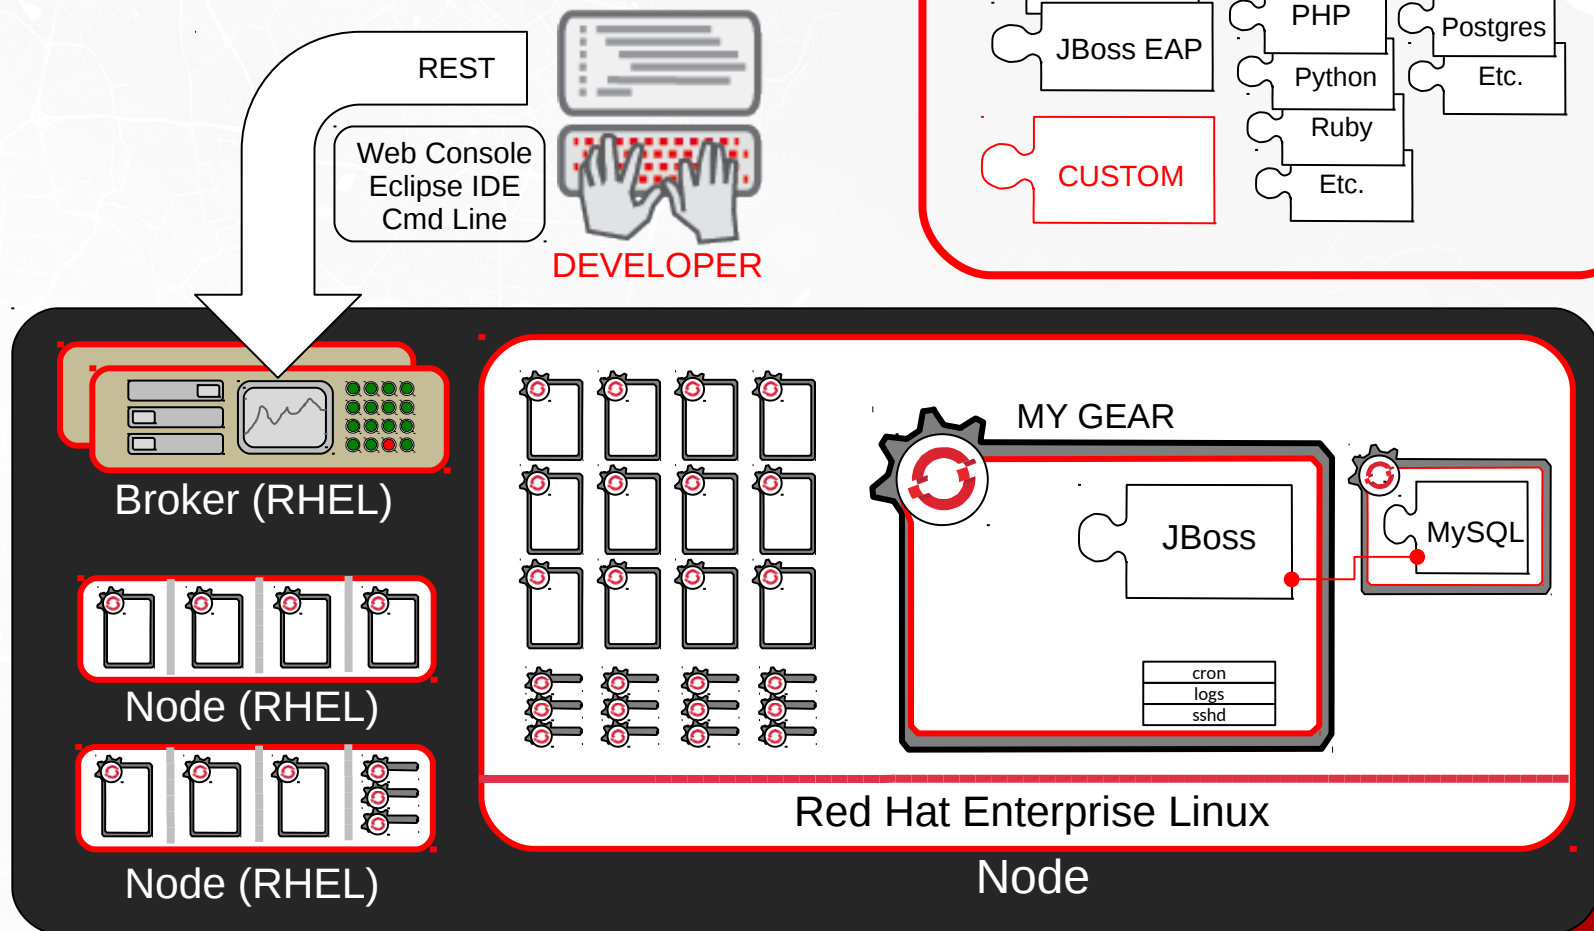 REST
Web Console
Eclipse IDE
Cmd Line
DEVELOPER
JBoss EAP
CUSTOM
PHP
Python
Ruby
Etc.
Postgres
Etc.
Broker (RHEL)
Node (RHEL)
Node (RHEL)
MY GEAR
JBoss
MySQL
cron
logs
sshd
Red Hat Enterprise Linux
Node